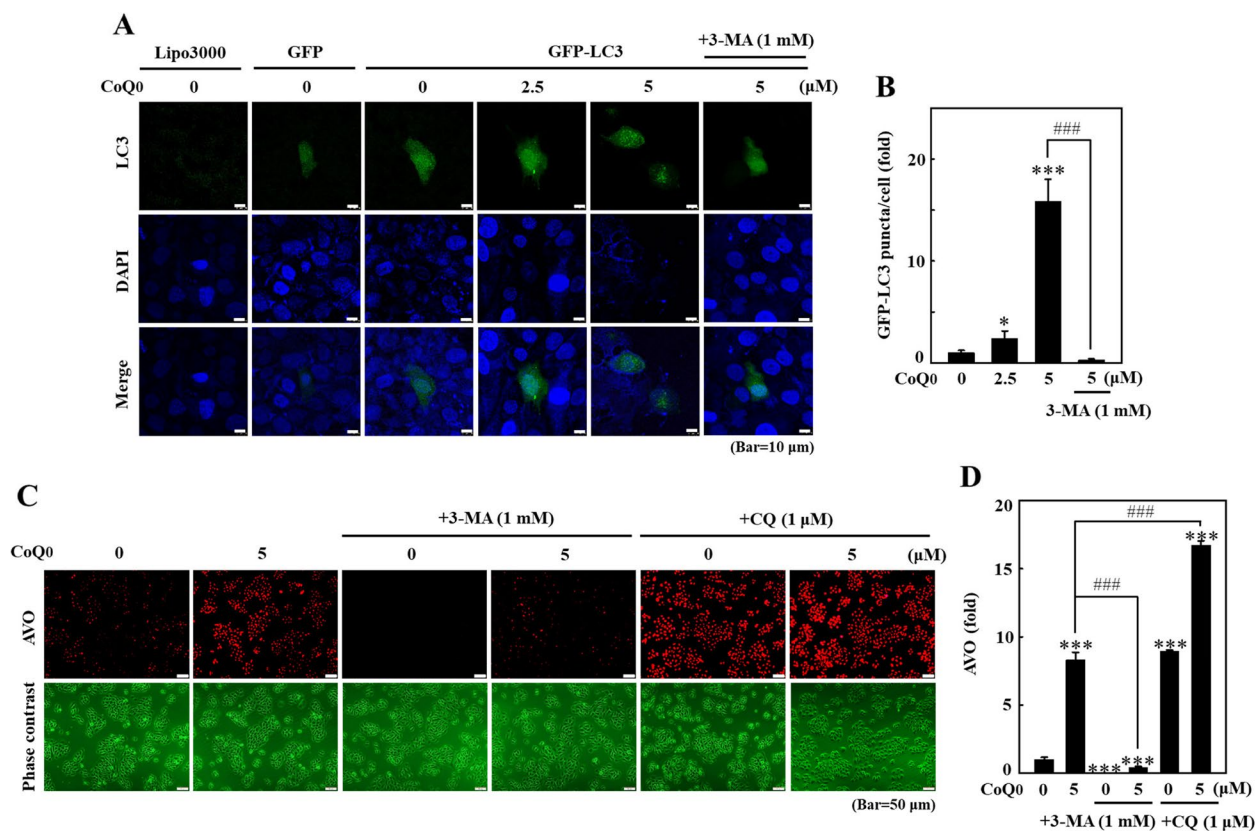 A
Lipo3000 GFP GFP-LC3 +3-MA (1 mM)
CoQ0 0 0 0 2.5 5 5 (μM)
LC3
DAPI
Merge
(Bar=10 μm)
B
GFP-LC3 puncta/cell (fold)
20
10
0
* *** ###
CoQ0 0 2.5 5 5 (μM)
3-MA (1 mM)
C
+3-MA (1 mM) +CQ (1 μM)
CoQ0 0 5 0 5 0 5 (μM)
AVO
Phase contrast
(Bar=50 μm)
D
AVO (fold)
20
15
10
5
0
###
###
*** *** *** *** ***
CoQ0 0 5 0 5 0 5 (μM)
+3-MA (1 mM) +CQ (1 μM)